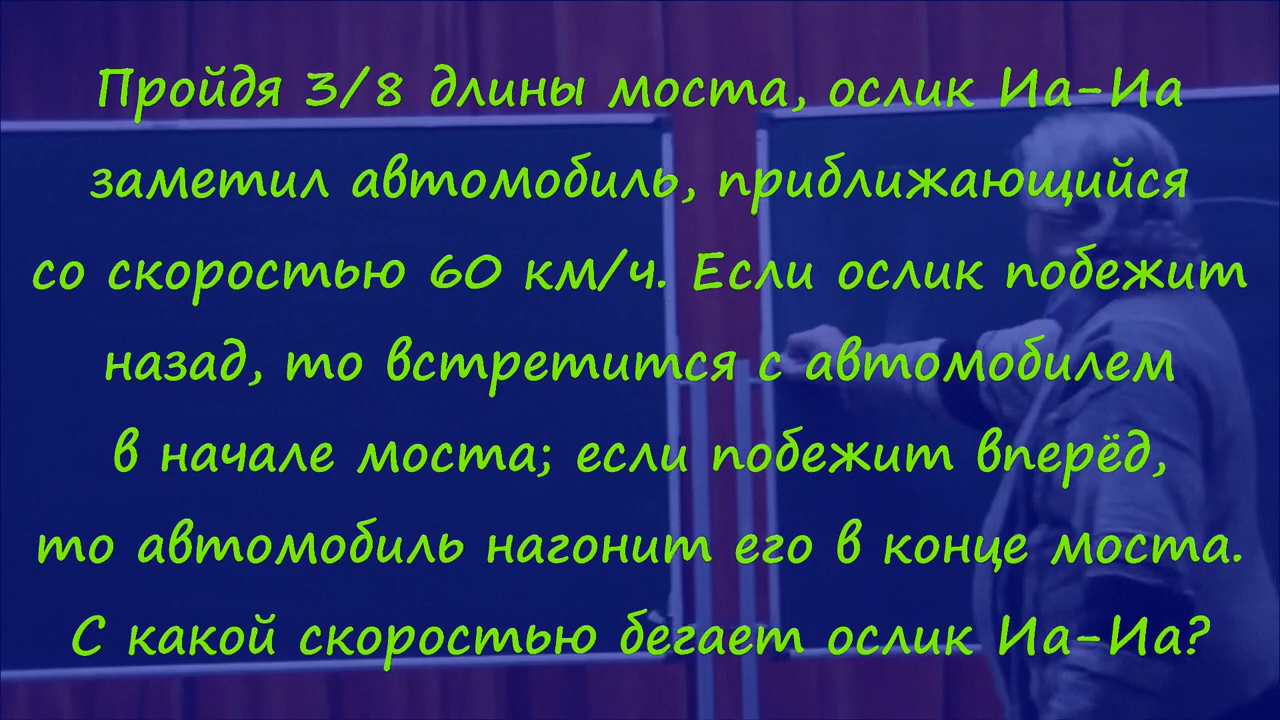 Пройдя 3/8 длины моста, ослик Иа-Иа
заметил автомобиль, приближающийся
со скоростью 60 км/ч. Если ослик побежит
назад, то встретится с автомобилем
в начале моста; если побежит вперёд,
то автомобиль нагонит его в конце моста.
С какой скоростью бегает ослик Иа-Иа?